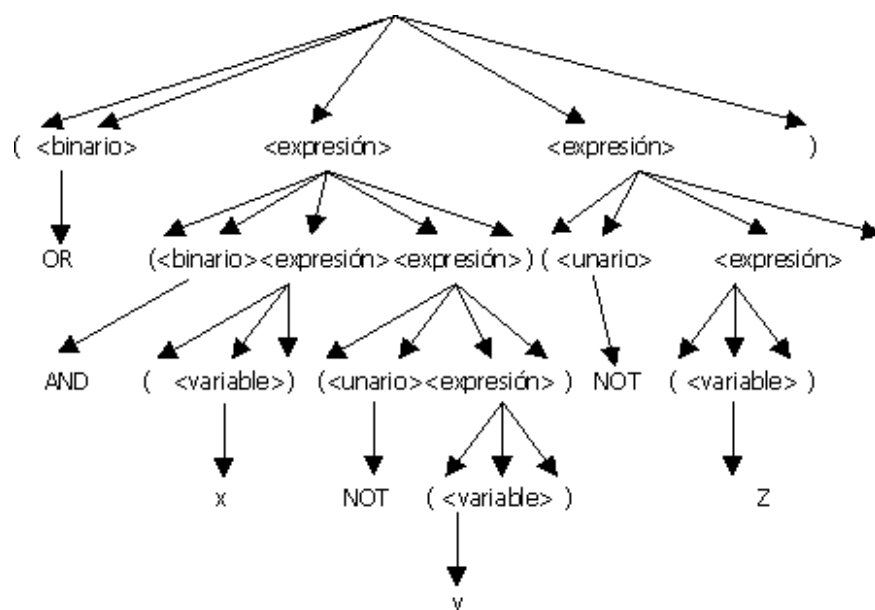 ( <binario> <expresión> <expresión> )
OR (<binario><expresión><expresión>) ( <unario> <expresión>
AND ( <variable>) (<unario><expresión> ) NOT ( <variable> )
x NOT ( <variable> ) Z